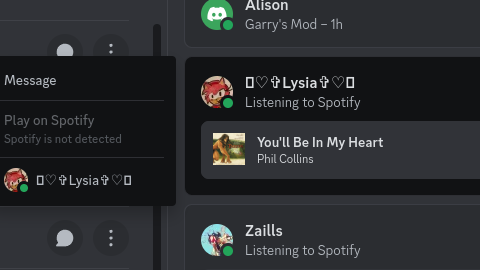 Message
Play on Spotify
Spotify is not detected
▯♡✞Lysia✞♡▯
Alison
Garry's Mod – 1h
▯♡✞Lysia✞♡▯
Listening to Spotify
You'll Be In My Heart
Phil Collins
Zaills
Listening to Spotify